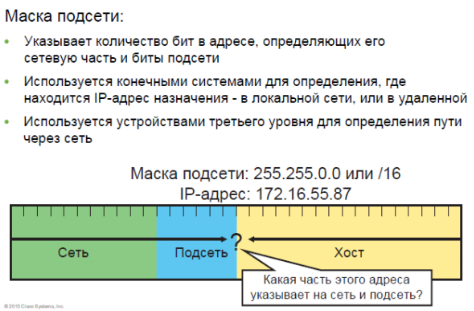 Маска подсети:
• Указывает количество бит в адресе, определяющих его
сетевую часть и биты подсети
• Используется конечными системами для определения, где
находится IP-адрес назначения - в локальной сети, или в удаленной
• Используется устройствами третьего уровня для определения пути
через сеть
Маска подсети: 255.255.0.0 или /16
IP-адрес: 172.16.55.87
?
Сеть Подсеть Хост
Какая часть этого адреса
указывает на сеть и подсеть?
© 2013 Cisco Systems, Inc.